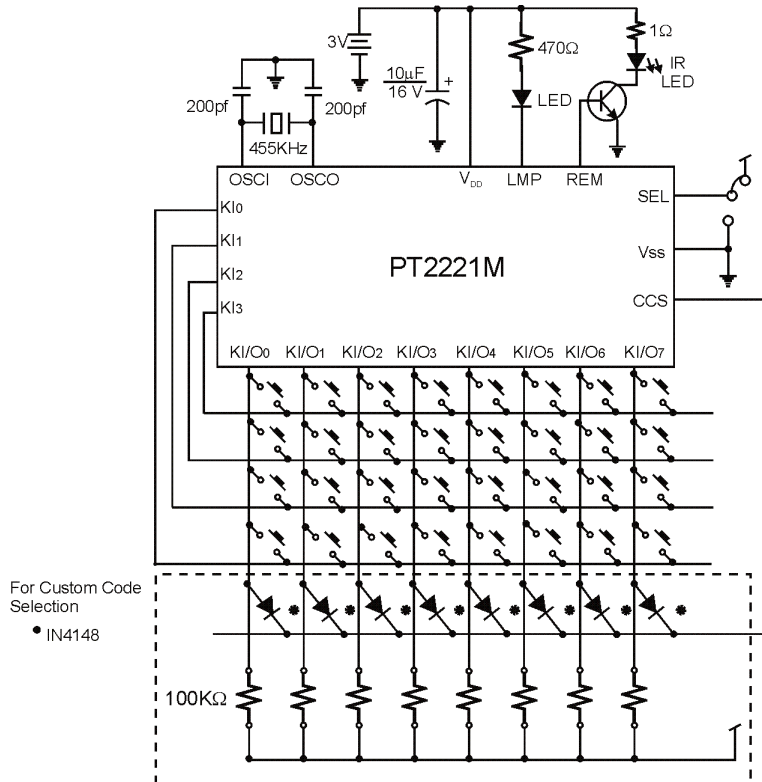 3V
10µF
16 V
+
470Ω
1Ω
IR
LED
LED
200pf
200pf
455KHz
OSCI OSCO VDD LMP REM
SEL
KI0
KI1
Vss
KI2
PT2221M
CCS
KI3
KI/O0 KI/O1 KI/O2 KI/O3 KI/O4 KI/O5 KI/O6 KI/O7
For Custom Code
Selection
● IN4148
✱ ✱ ✱ ✱ ✱ ✱ ✱ ✱
100KΩ